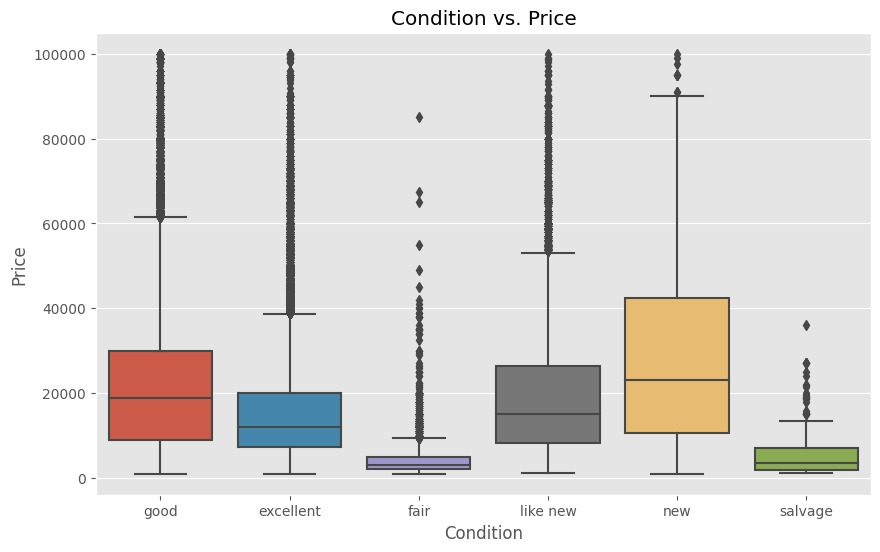 Condition vs. Price
Price
100000
80000
60000
40000
20000
0
good excellent fair like new new salvage
Condition